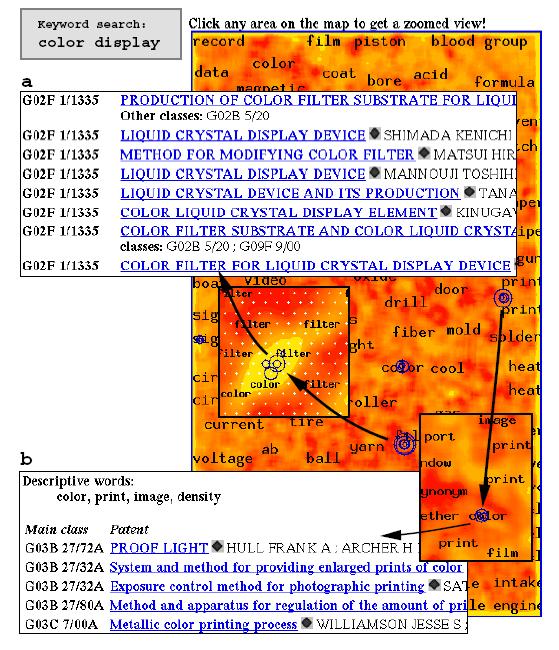 Keyword search:
color display
Click any area on the map to get a zoomed view!
record film piston blood group
data color coat bore acid formula
magnetic
a
G02F 1/1335 PRODUCTION OF COLOR FILTER SUBSTRATE FOR LIQUI
Other classes: G02B 5/20
G02F 1/1335 LIQUID CRYSTAL DISPLAY DEVICE SHIMADA KENICHI
G02F 1/1335 METHOD FOR MODIFYING COLOR FILTER MATSUI HIR
G02F 1/1335 LIQUID CRYSTAL DISPLAY DEVICE MANNOUJI TOSHIH
G02F 1/1335 LIQUID CRYSTAL DEVICE AND ITS PRODUCTION TANA
G02F 1/1335 COLOR LIQUID CRYSTAL DISPLAY ELEMENT KINUGAW
G02F 1/1335 COLOR FILTER SUBSTRATE AND COLOR LIQUID CRYSTA
classes: G02B 5/20 ; G09F 9/00
G02F 1/1335 COLOR FILTER FOR LIQUID CRYSTAL DISPLAY DEVICE
video oxide door
filter drill print
print
filter filter fiber mold solder
filter filter
color cool heat
color filter heat
color roller
current tire
image
port print
voltage ab ball yarn
ndow print
ynonym
ether color
print
film
b
Descriptive words:
color, print, image, density
Main class Patent
G03B 27/72A PROOF LIGHT HULL FRANK A ; ARCHER H
G03B 27/32A System and method for providing enlarged prints of color
G03B 27/32A Exposure control method for photographic printing SAT
G03B 27/80A Method and apparatus for regulation of the amount of pri
G03C 7/00A Metallic color printing process WILLIAMSON JESSE S
intake
le engine